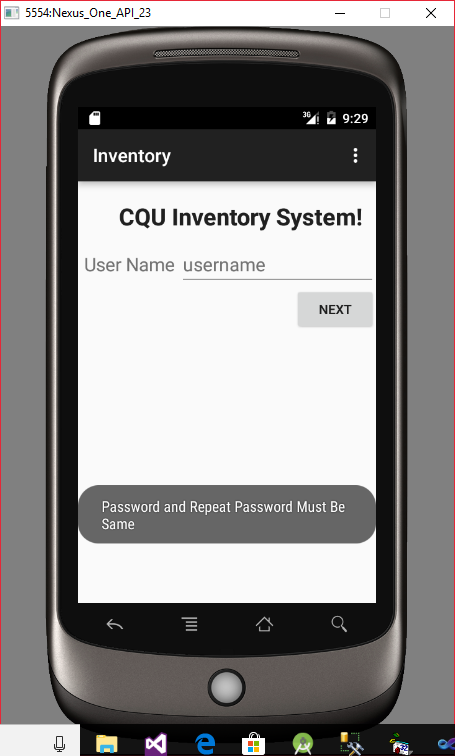 5554:Nexus_One_API_23
3G 9:29
Inventory
CQU Inventory System!
User Name username
NEXT
Password and Repeat Password Must Be
Same